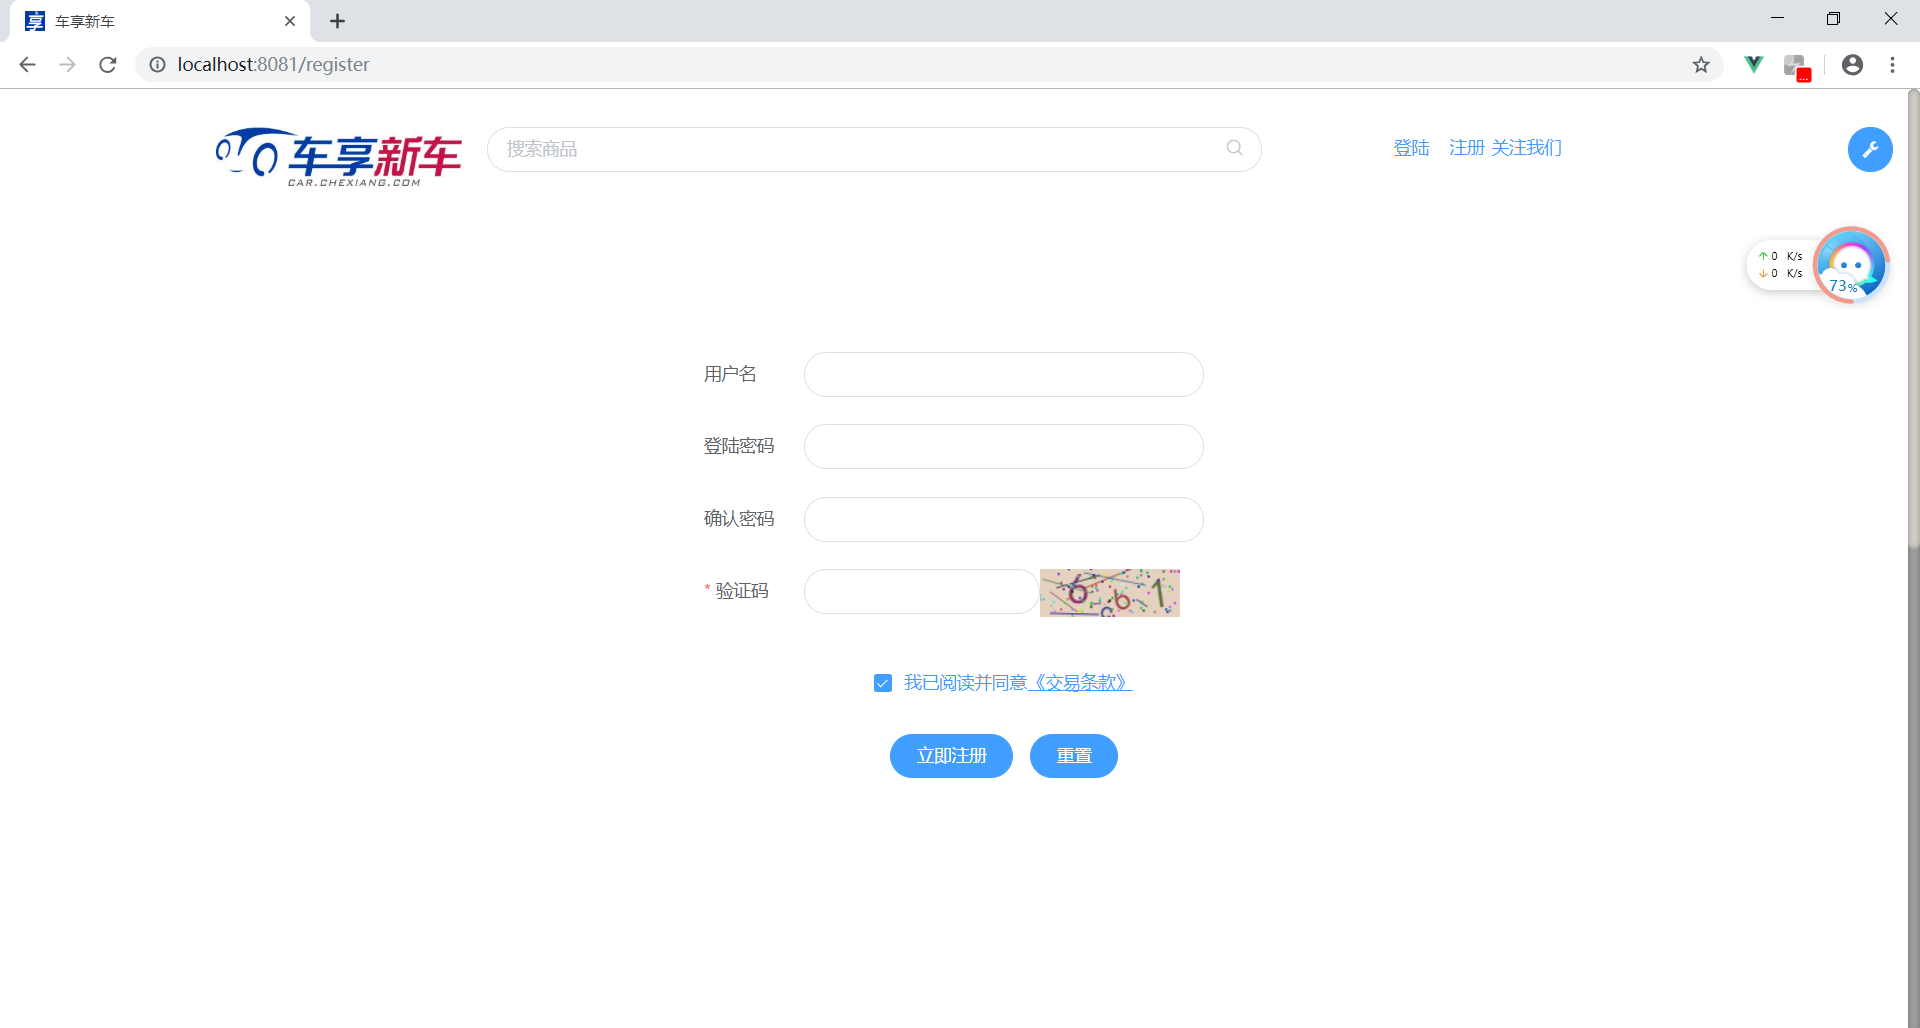 车享新车
localhost:8081/register
车享新车
CAR.CHEXIANG.COM
搜索商品
登陆 注册 关注我们
0 K/s
0 K/s
73%
用户名
登陆密码
确认密码
* 验证码
我已阅读并同意《交易条款》
立即注册 重置